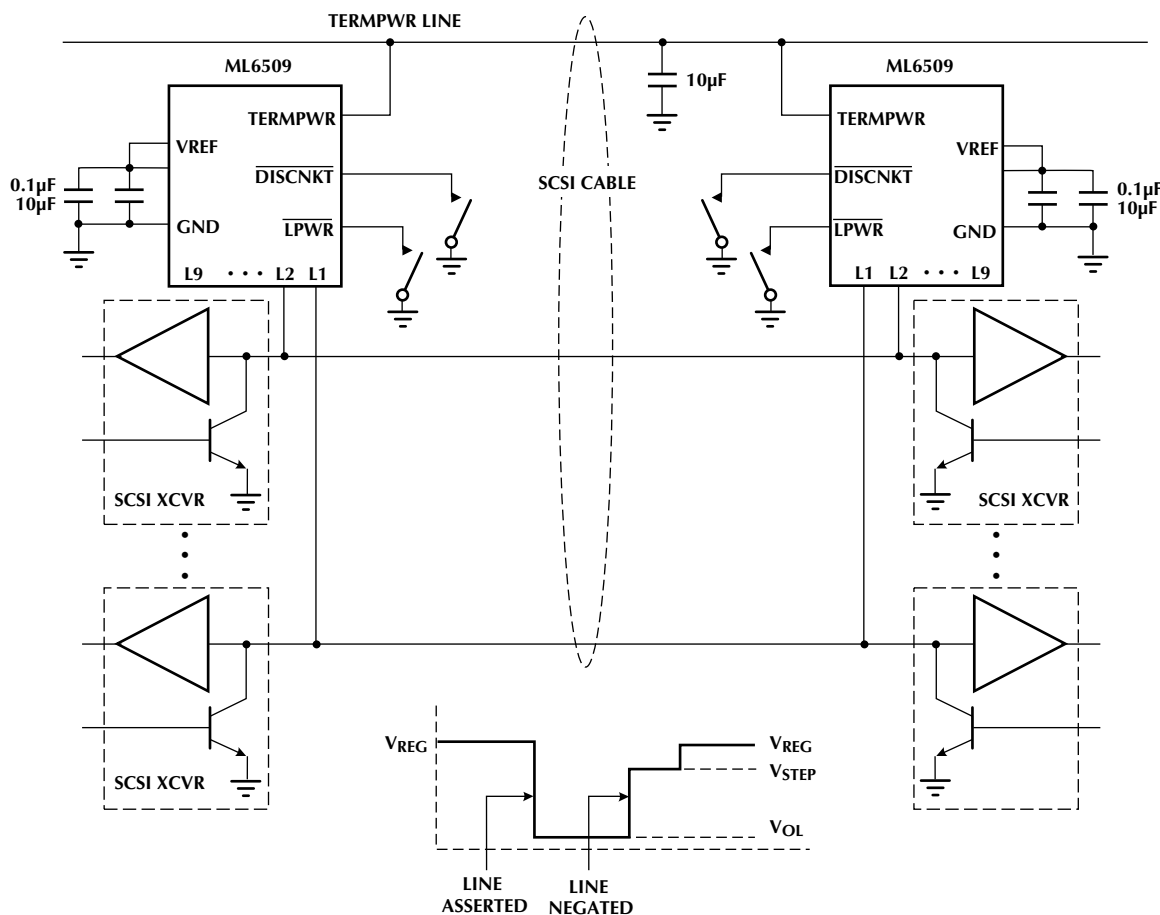 TERMPWR LINE
ML6509
ML6509
10µF
TERMPWR
TERMPWR
VREF
VREF
DISCNKT
SCSI CABLE
DISCNKT
0.1µF
10µF
0.1µF
10µF
GND
LPWR
LPWR
GND
L9 • • • L2 L1
L1 L2 • • • L9
SCSI XCVR
SCSI XCVR
SCSI XCVR
SCSI XCVR
VREG
VREG
VSTEP
VOL
LINE
ASSERTED
LINE
NEGATED